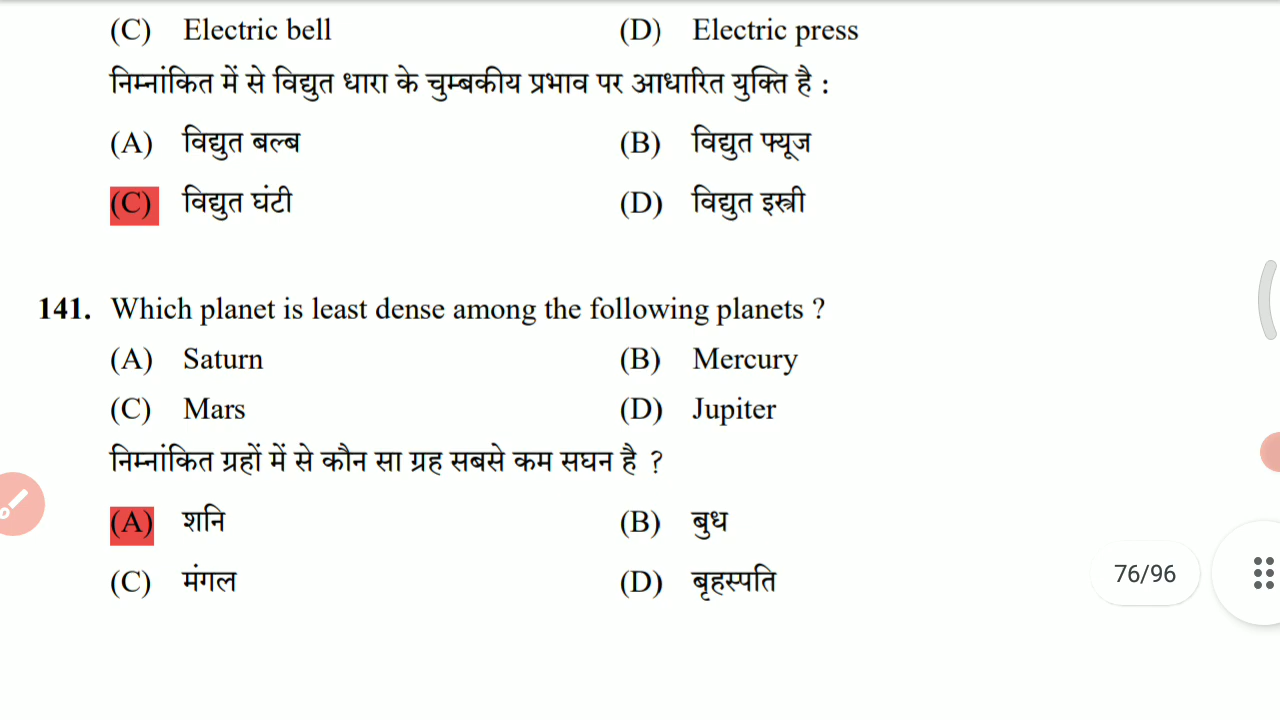 (C) Electric bell (D) Electric press
निम्नांकित में से विद्युत धारा के चुम्बकीय प्रभाव पर आधारित युक्ति है :
(A) विद्युत बल्ब (B) विद्युत फ्यूज
(C) विद्युत घंटी (D) विद्युत इस्त्री
141. Which planet is least dense among the following planets ?
(A) Saturn (B) Mercury
(C) Mars (D) Jupiter
निम्नांकित ग्रहों में से कौन सा ग्रह सबसे कम सघन है ?
(A) शनि (B) बुध
(C) मंगल (D) बृहस्पति
76/96